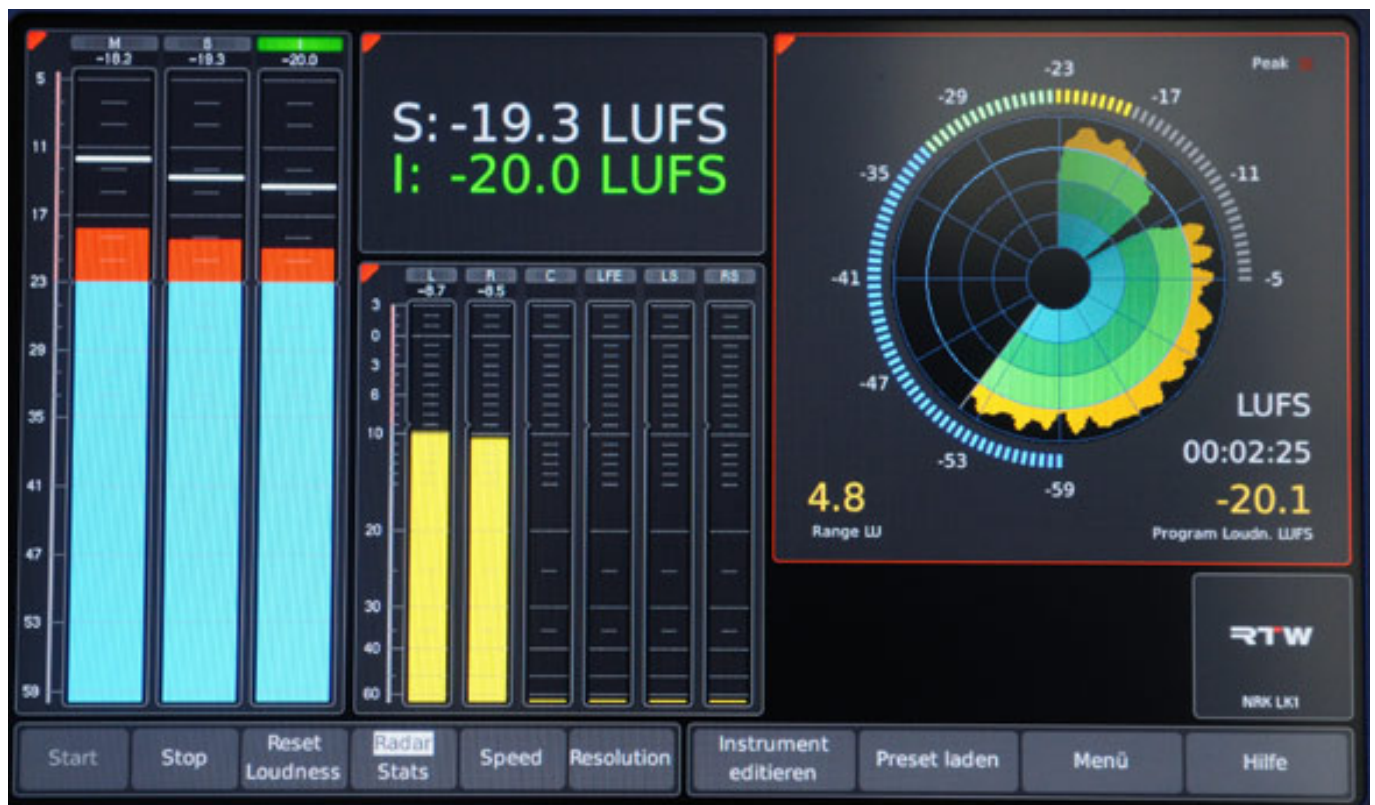 M S I
-18.2 -19.3 -20.0
5
11
17
23
29
35
41
47
53
59
S: -19.3 LUFS
I: -20.0 LUFS
L R C LFE LS RS
-8.7 -8.5
3
0
3
6
10
20
30
40
60
Peak
-23
-29 -17
-35 -11
-41 -5
-47
-53
-59
LUFS
00:02:25
4.8 -20.1
Range LU Program Loudn. LUFS
RTW
NRK LK1
Start Stop Reset Loudness Radar Stats Speed Resolution Instrument editieren Preset laden Menü Hilfe